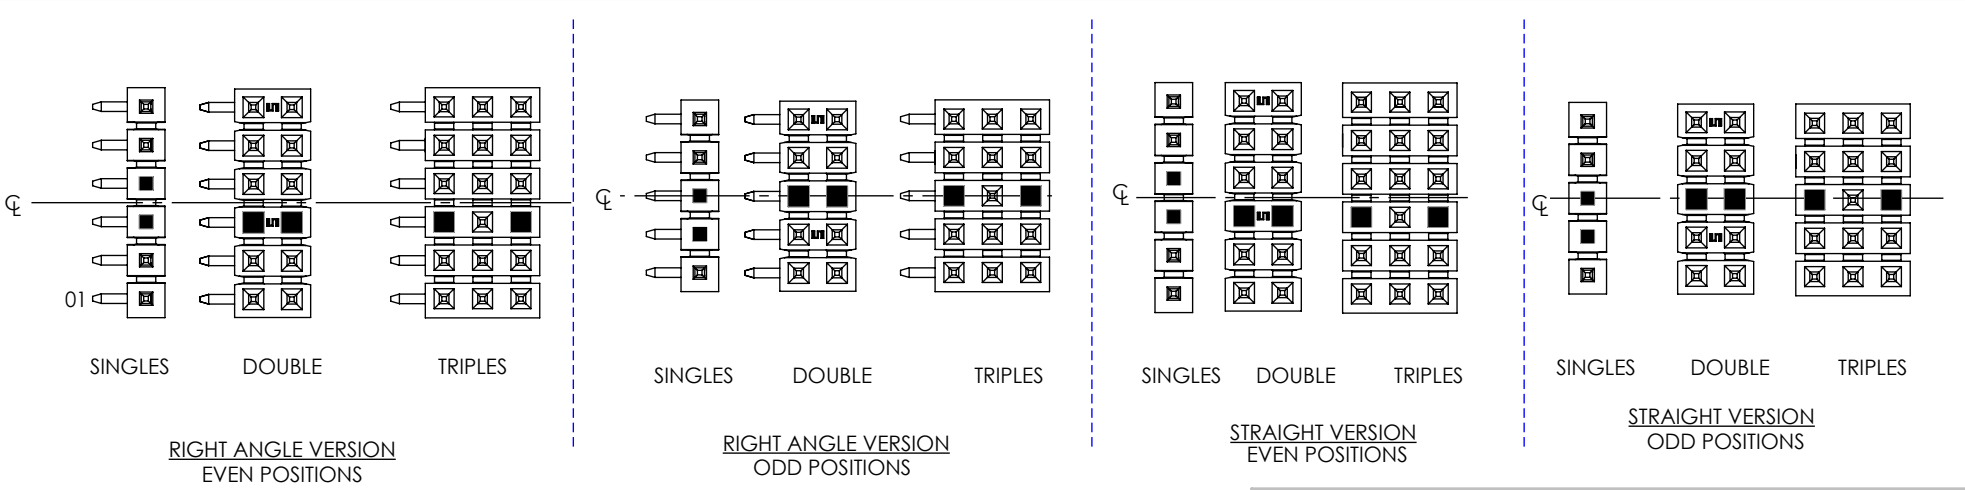 ℄
01
SINGLES DOUBLE TRIPLES
RIGHT ANGLE VERSION
EVEN POSITIONS
℄
SINGLES DOUBLE TRIPLES
RIGHT ANGLE VERSION
ODD POSITIONS
℄
SINGLES DOUBLE TRIPLES
STRAIGHT VERSION
EVEN POSITIONS
℄
SINGLES DOUBLE TRIPLES
STRAIGHT VERSION
ODD POSITIONS